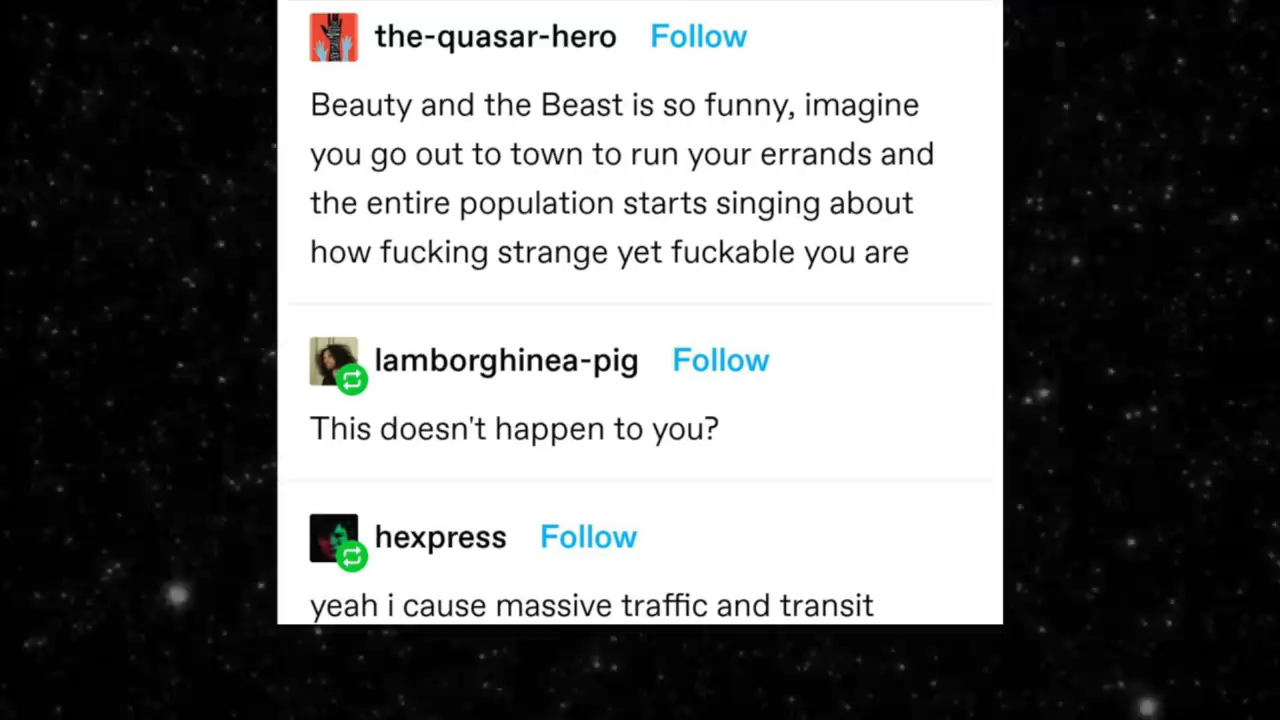 the-quasar-hero Follow
Beauty and the Beast is so funny, imagine
you go out to town to run your errands and
the entire population starts singing about
how fucking strange yet fuckable you are
lamborghinea-pig Follow
This doesn't happen to you?
hexpress Follow
yeah i cause massive traffic and transit